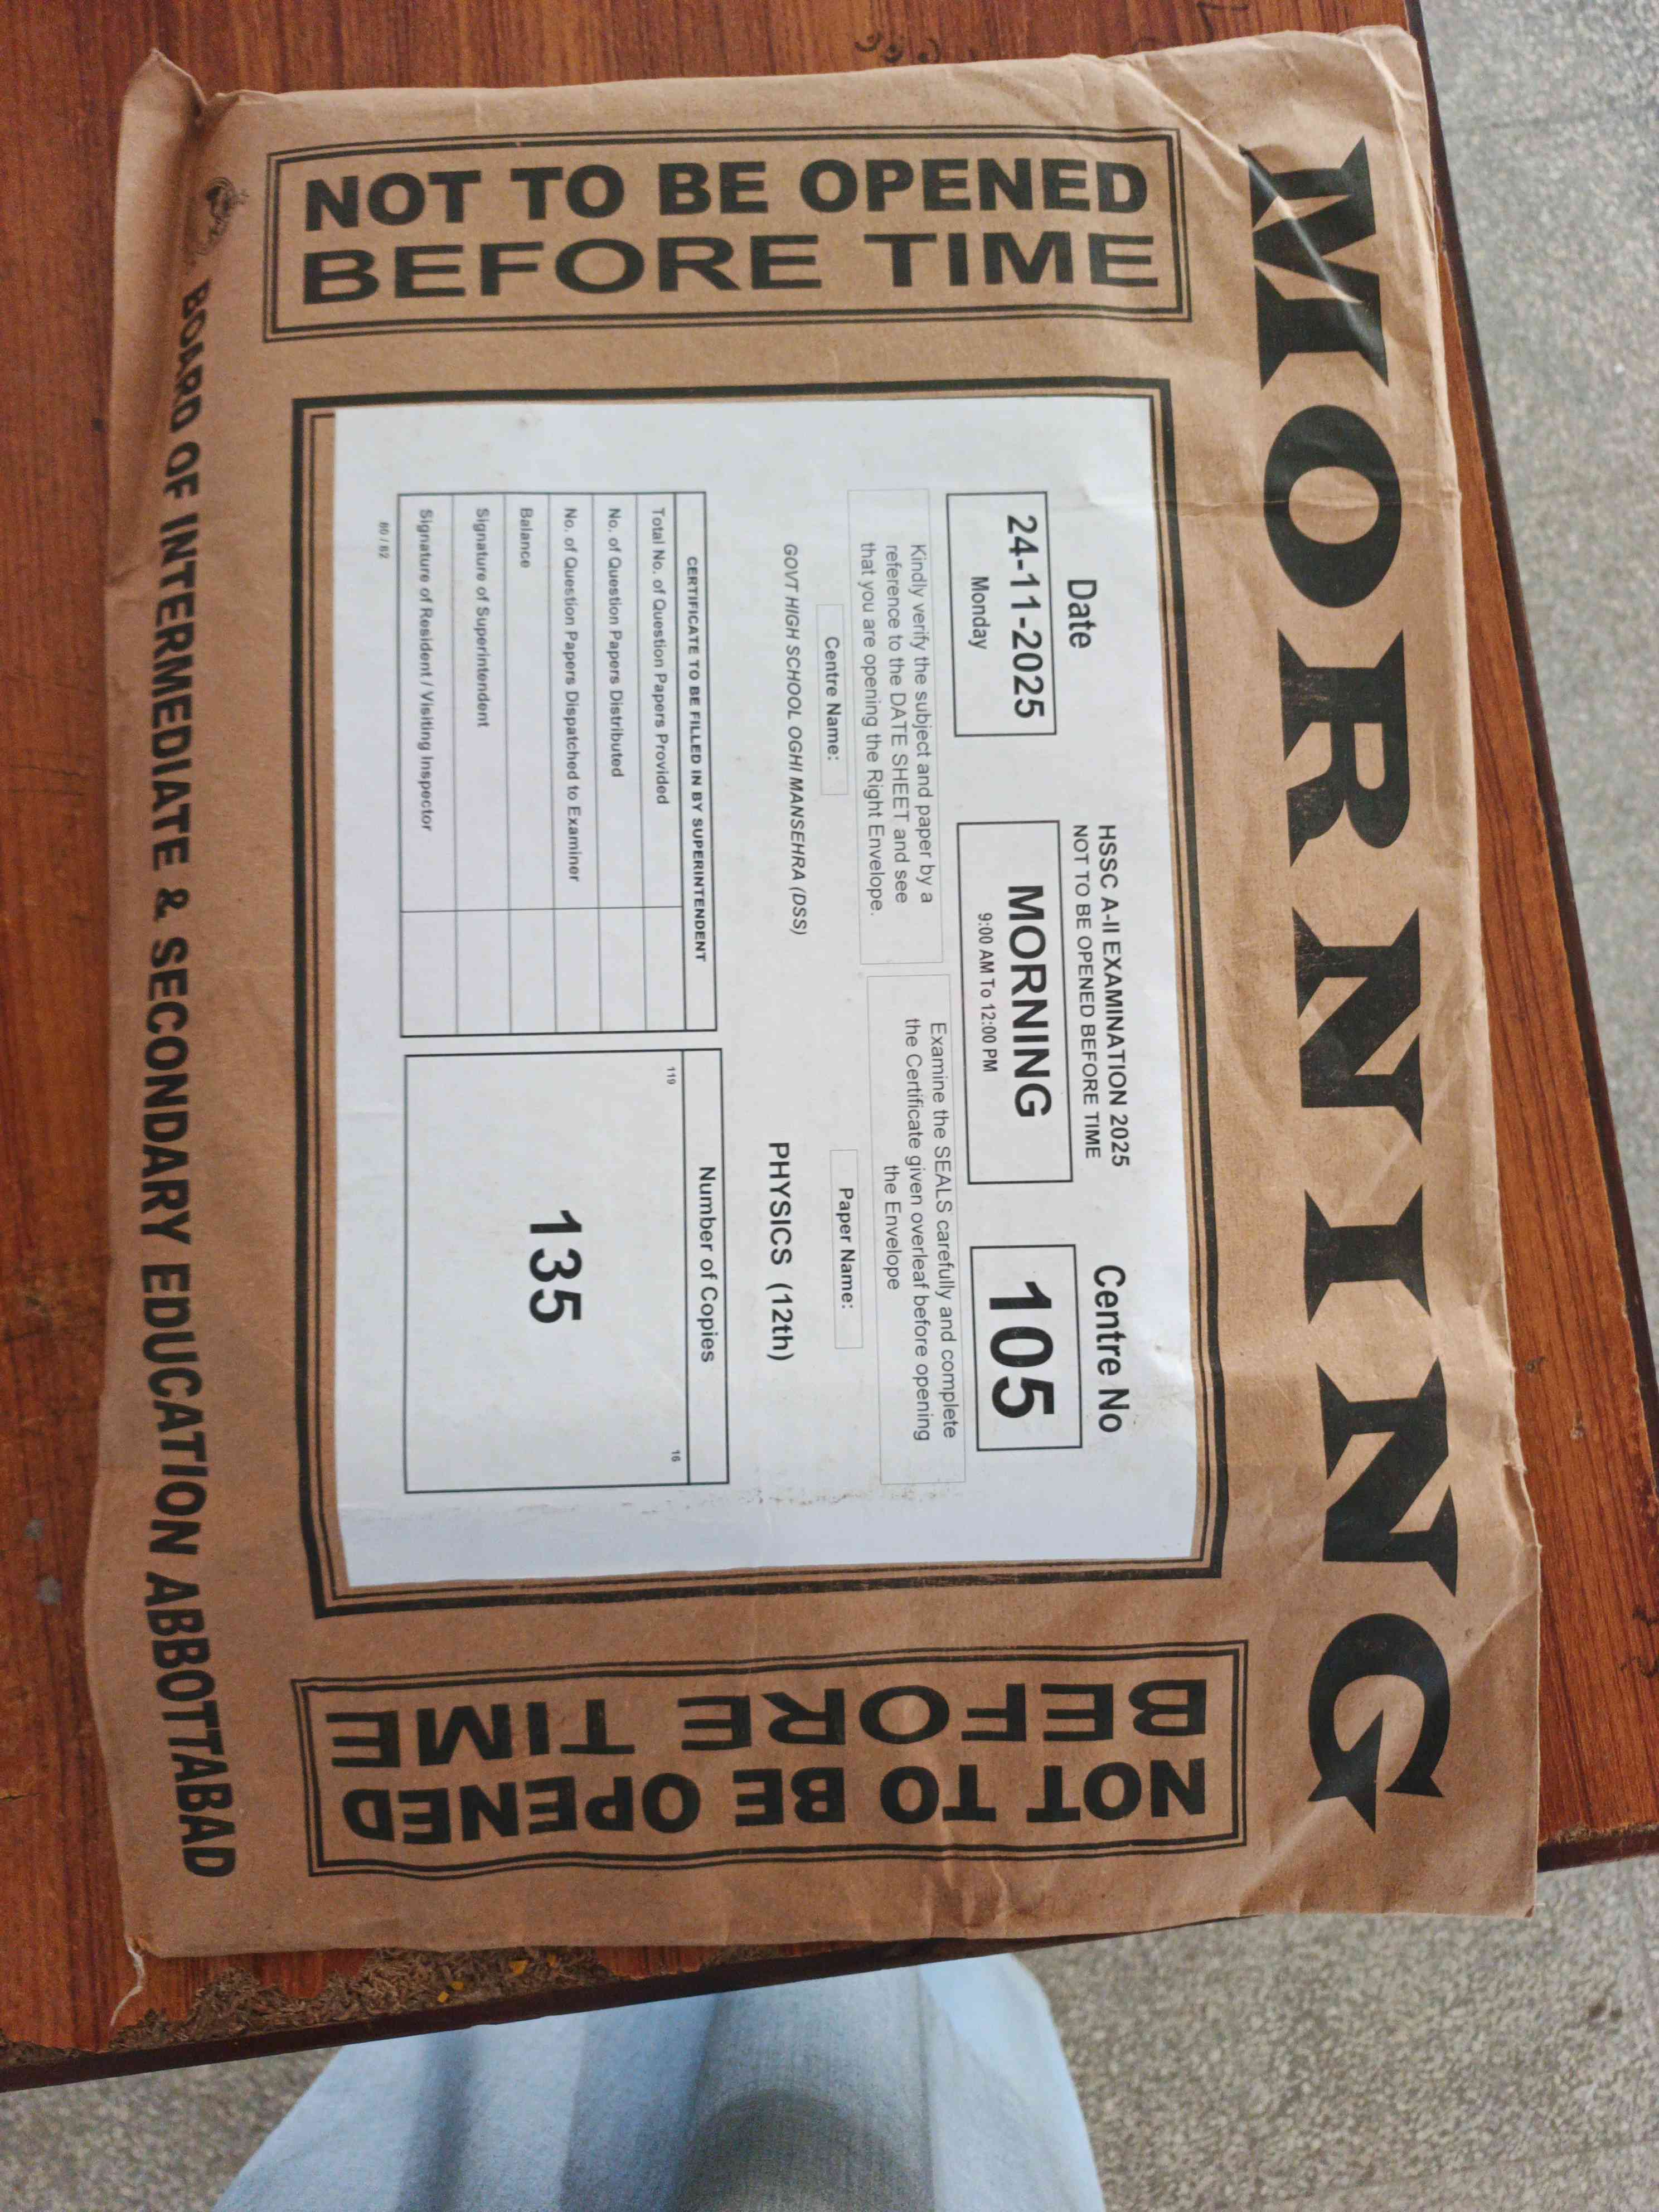 MORNING
NOT TO BE OPENED
BEFORE TIME
HSSC A-II EXAMINATION 2025
NOT TO BE OPENED BEFORE TIME
Date
24-11-2025
Monday
MORNING
9:00 AM To 12:00 PM
Centre No
105
Kindly verify the subject and paper by a
reference to the DATE SHEET and see
that you are opening the Right Envelope.
Examine the SEALS carefully and complete
the Certificate given overleaf before opening
the Envelope
Centre Name:
Paper Name:
GOVT HIGH SCHOOL OGHI MANSEHRA (DSS)
PHYSICS (12th)
CERTIFICATE TO BE FILLED IN BY SUPERINTENDENT
Total No. of Question Papers Provided
No. of Question Papers Distributed
No. of Question Papers Dispatched to Examiner
Balance
Signature of Superintendent
Signature of Resident / Visiting Inspector
Number of Copies
119
16
135
80 / 82
NOT TO BE OPENED
BEFORE TIME
BOARD OF INTERMEDIATE & SECONDARY EDUCATION ABBOTTABAD